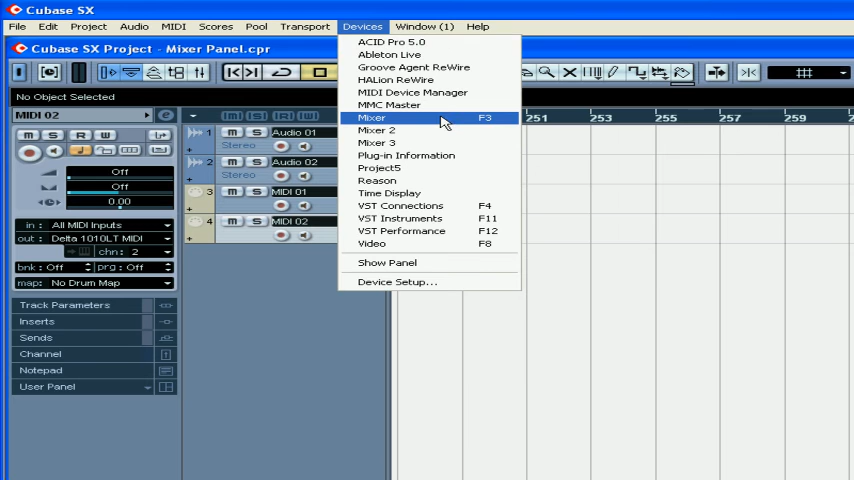 Cubase SX
File Edit Project Audio MIDI Scores Pool Transport Devices Window (1) Help
Cubase SX Project - Mixer Panel.cpr
No Object Selected
MIDI 02
Off
Off
0.00
in : All MIDI Inputs
out : Delta 1010LT MIDI
chn: 2
bnk: Off prg: Off
map: No Drum Map
Track Parameters
Inserts
Sends
Channel
Notepad
User Panel
1 M S Audio 01
Stereo
2 M S Audio 02
Stereo
3 M S MIDI 01
4 M S MIDI 02
ACID Pro 5.0
Ableton Live
Groove Agent ReWire
HALion ReWire
MIDI Device Manager
MMC Master
Mixer F3
Mixer 2
Mixer 3
Plug-in Information
Project5
Reason
Time Display
VST Connections F4
VST Instruments F11
VST Performance F12
Video F8
Show Panel
Device Setup...
251 253 255 257 259